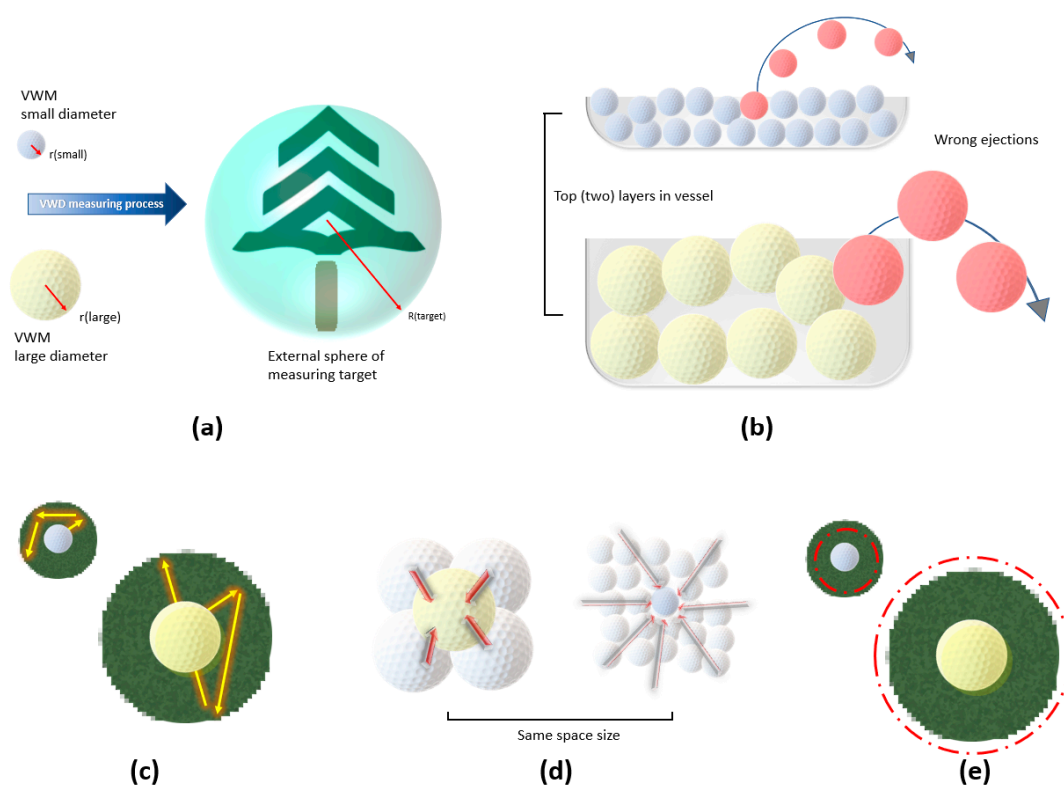 VWM
small diameter
r(small)
VWD measuring process
r(large)
VWM
large diameter
R(target)
External sphere of
measuring target
(a)
Wrong ejections
Top (two) layers in vessel
(b)
(c)
Same space size
(d)
(e)